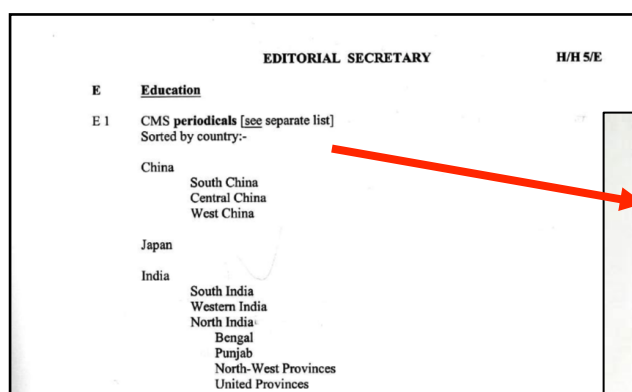 EDITORIAL SECRETARY H/H 5/E
E Education
E 1 CMS periodicals [see separate list]
Sorted by country:-
China
South China
Central China
West China
Japan
India
South India
Western India
North India
Bengal
Punjab
North-West Provinces
United Provinces